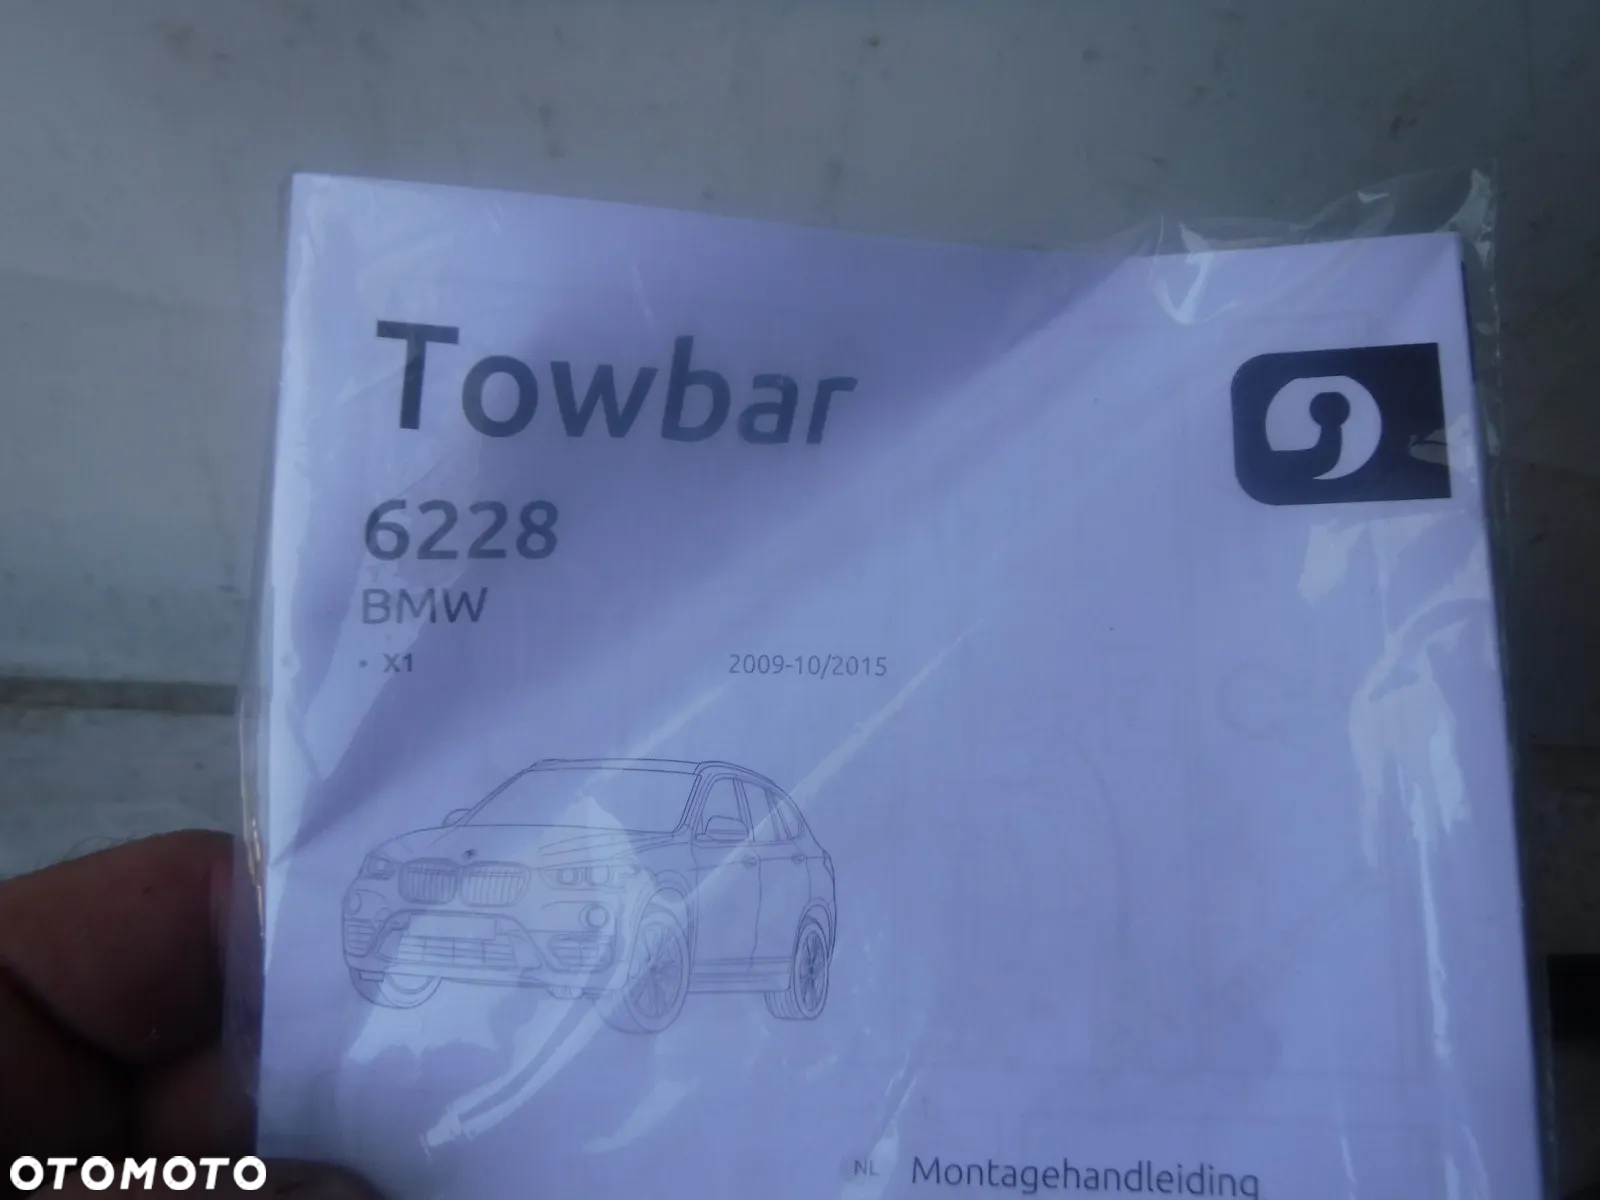 Towbar
6228
BMW
• X1 2009-10/2015
NL Montagehandleiding
OTOMOTO